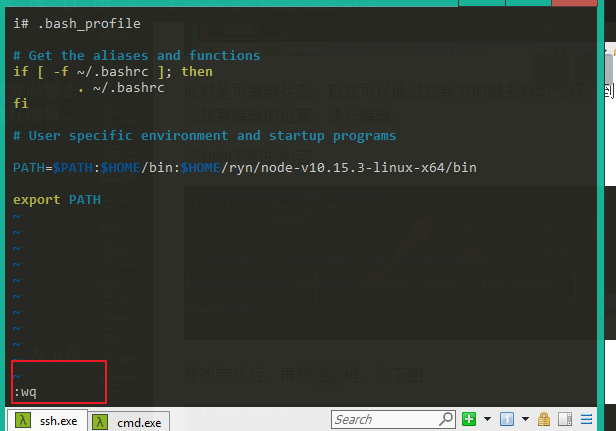 i# .bash_profile
# Get the aliases and functions
if [ -f ~/.bashrc ]; then
. ~/.bashrc
fi
# User specific environment and startup programs
PATH=$PATH:$HOME/bin:$HOME/ryn/node-v10.15.3-linux-x64/bin
export PATH
~
~
~
~
~
~
~
~
~
~
~
:wq
ssh.exe
cmd.exe
Search